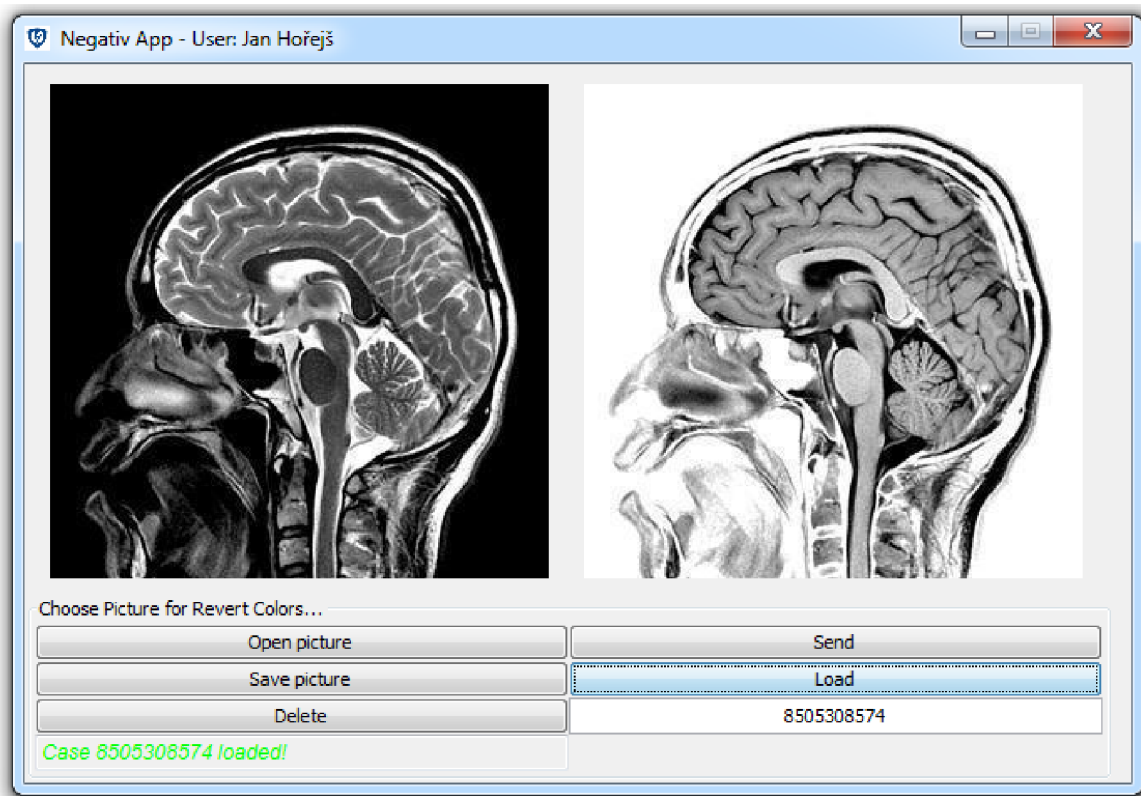 Negativ App - User: Jan Hořejš
Choose Picture for Revert Colors...
Open picture
Send
Save picture
Load
Delete
8505308574
Case 8505308574 loaded!